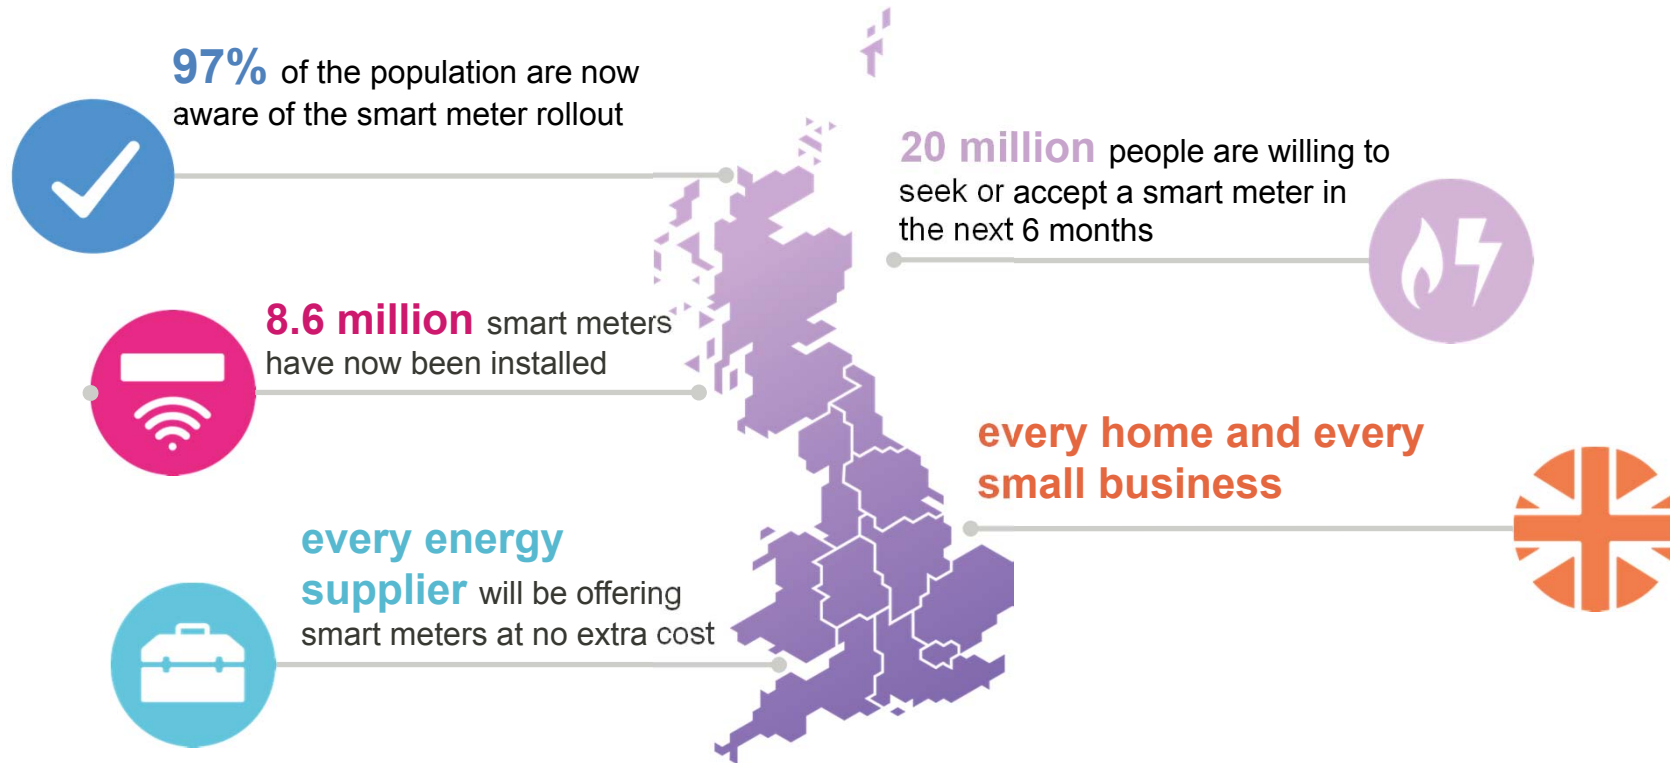 97% of the population are now
aware of the smart meter rollout
20 million people are willing to
seek or accept a smart meter in
the next 6 months
8.6 million smart meters
have now been installed
every home and every
small business
every energy
supplier will be offering
smart meters at no extra cost